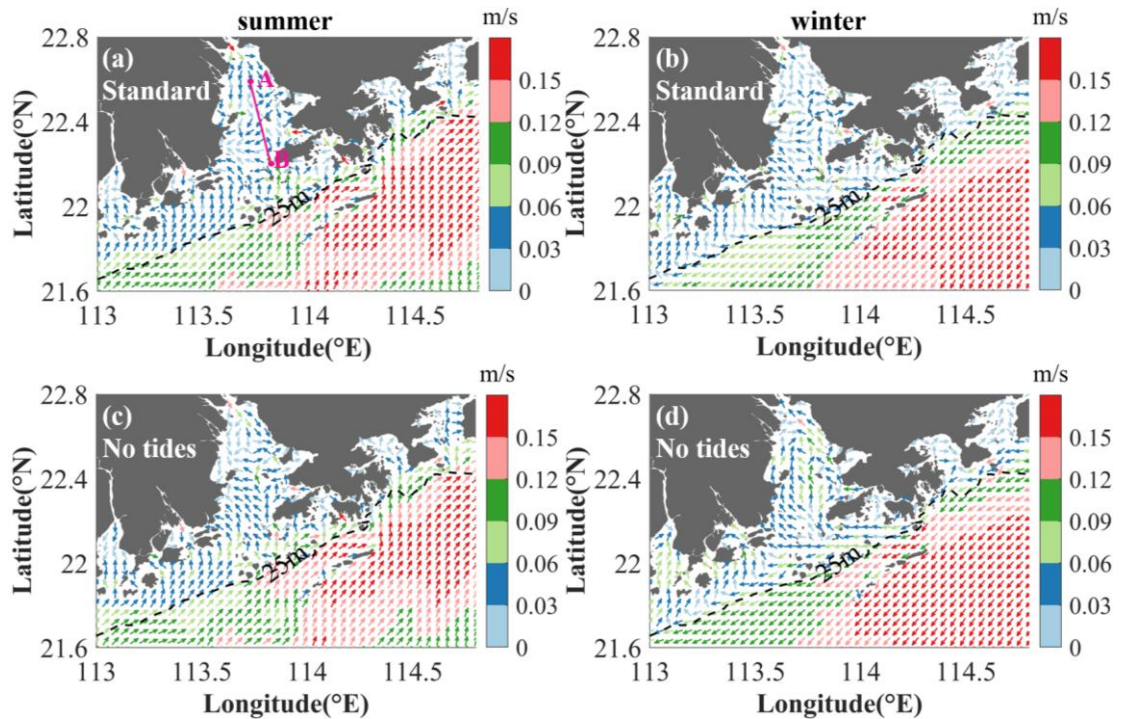 summer
winter
m/s
m/s
(a)
Standard
A
B
25m
22.8
22.4
22
21.6
Latitude(°N)
113
113.5
114
114.5
Longitude(°E)
0.15
0.12
0.09
0.06
0.03
0
(b)
Standard
25m
22.8
22.4
22
21.6
Latitude(°N)
113
113.5
114
114.5
Longitude(°E)
0.15
0.12
0.09
0.06
0.03
0
m/s
m/s
(c)
No tides
25m
22.8
22.4
22
21.6
Latitude(°N)
113
113.5
114
114.5
Longitude(°E)
0.15
0.12
0.09
0.06
0.03
0
(d)
No tides
25m
22.8
22.4
22
21.6
Latitude(°N)
113
113.5
114
114.5
Longitude(°E)
0.15
0.12
0.09
0.06
0.03
0